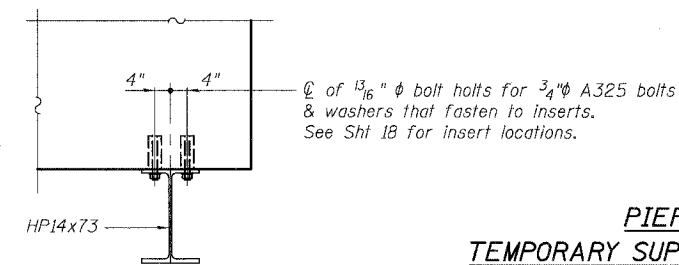 4" 4"
℄ of 13/16" φ bolt holts for 3/4"φ A325 bolts
& washers that fasten to inserts.
See Sht 18 for insert locations.
HP14x73
TEMPORARY SUP